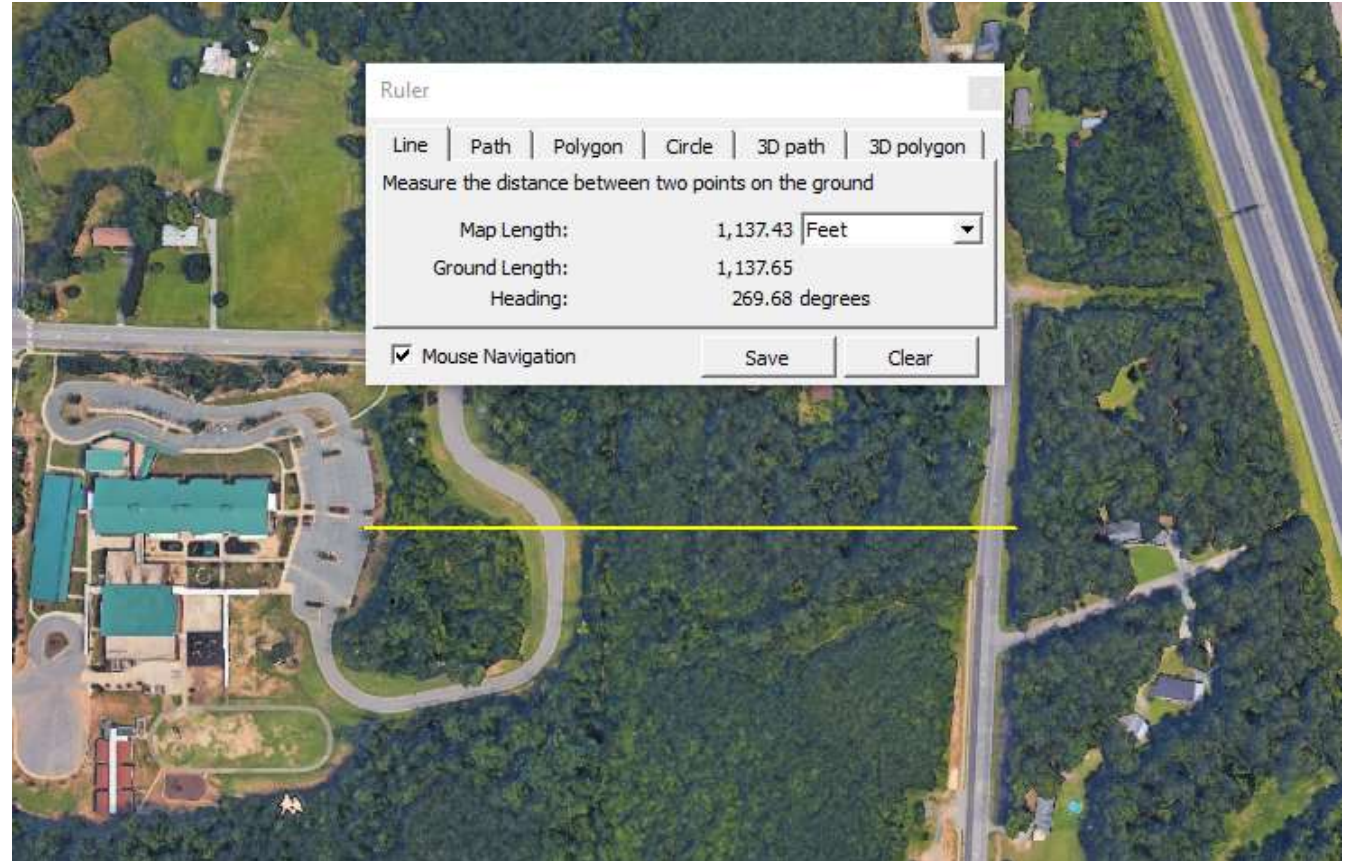 Ruler
Line Path Polygon Circle 3D path 3D polygon
Measure the distance between two points on the ground
Map Length: 1,137.43 Feet
Ground Length: 1,137.65
Heading: 269.68 degrees
Mouse Navigation Save Clear